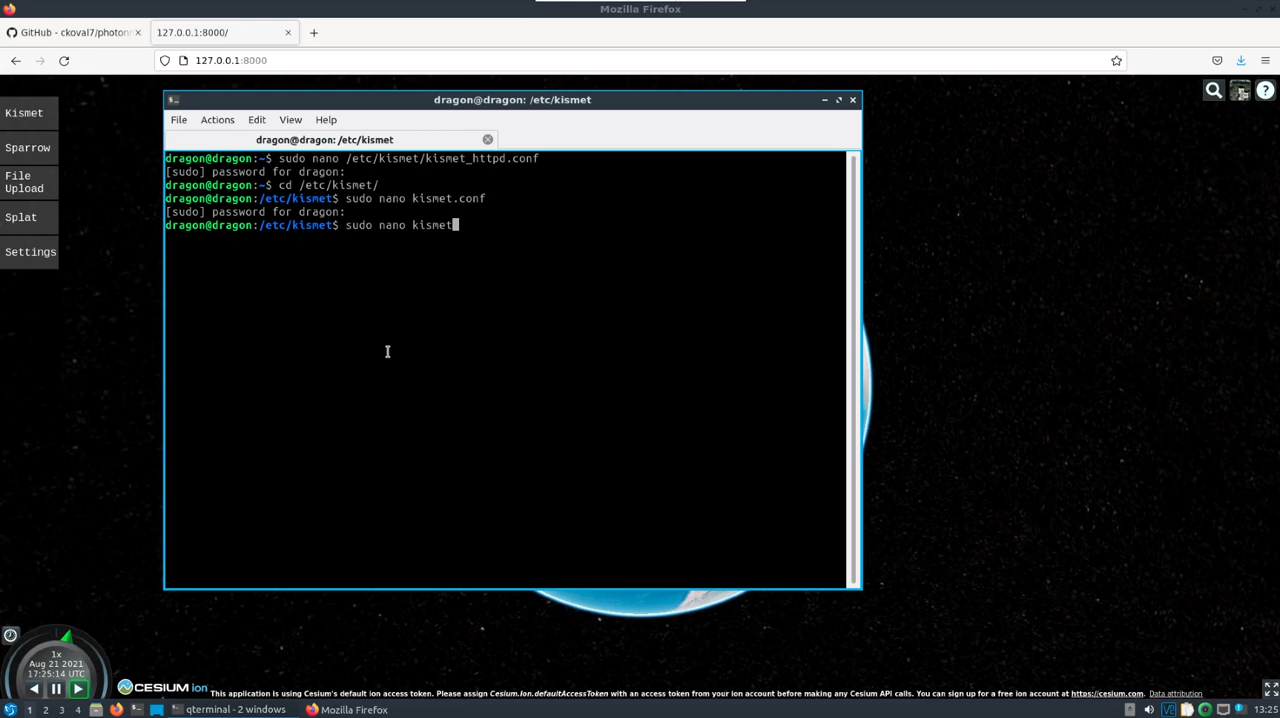 Mozilla Firefox
GitHub - ckoval7/photon
127.0.0.1:8000/
127.0.0.1:8000
Kismet
Sparrow
File
Upload
Splat
Settings
dragon@dragon: /etc/kismet
File Actions Edit View Help
dragon@dragon: /etc/kismet
dragon@dragon:~$ sudo nano /etc/kismet/kismet_httpd.conf
[sudo] password for dragon:
dragon@dragon:~$ cd /etc/kismet/
dragon@dragon:/etc/kismet$ sudo nano kismet.conf
[sudo] password for dragon:
dragon@dragon:/etc/kismet$ sudo nano kismet
1x
Aug 21 2021
17:25:14 UTC
CESIUM ion
This application is using Cesium's default ion access token. Please assign Cesium.Ion.defaultAccessToken with an access token from your ion account before making any Cesium API calls. You can sign up for a free ion account at https://cesium.com. Data attribution
1 2 3 4 qterminal - 2 windows Mozilla Firefox 13:25